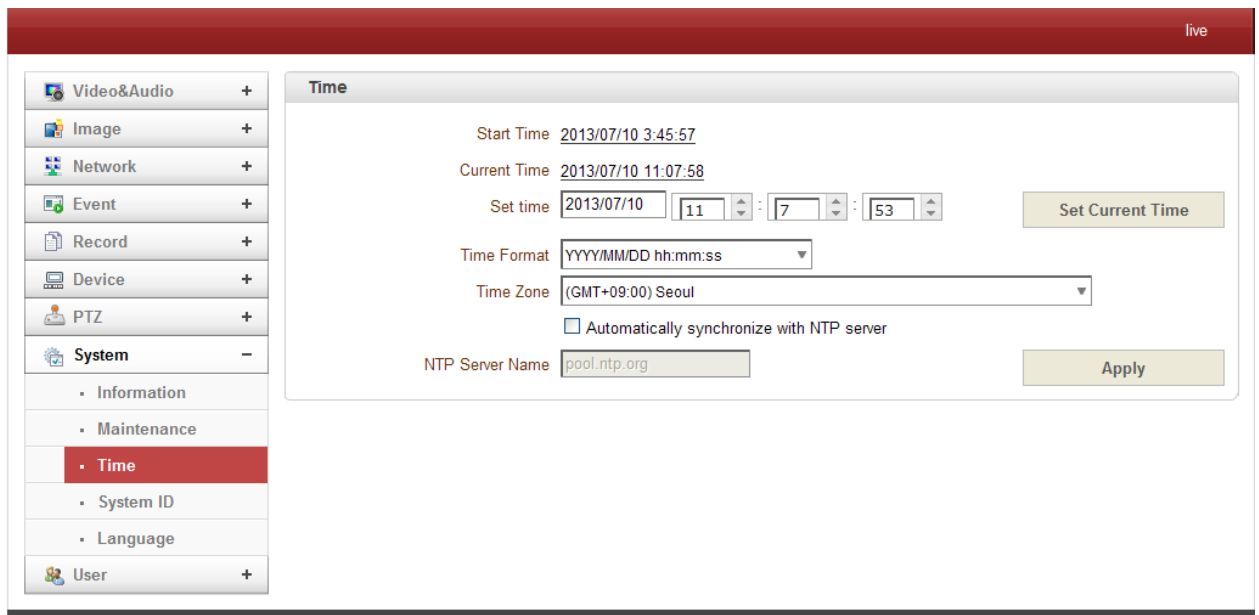 live
Video&Audio +
Image +
Network +
Event +
Record +
Device +
PTZ +
System −
Information
Maintenance
Time
System ID
Language
User +
Time
Start Time 2013/07/10 3:45:57
Current Time 2013/07/10 11:07:58
Set time 2013/07/10 11 : 7 : 53 Set Current Time
Time Format YYYY/MM/DD hh:mm:ss
Time Zone (GMT+09:00) Seoul
Automatically synchronize with NTP server
NTP Server Name pool.ntp.org Apply